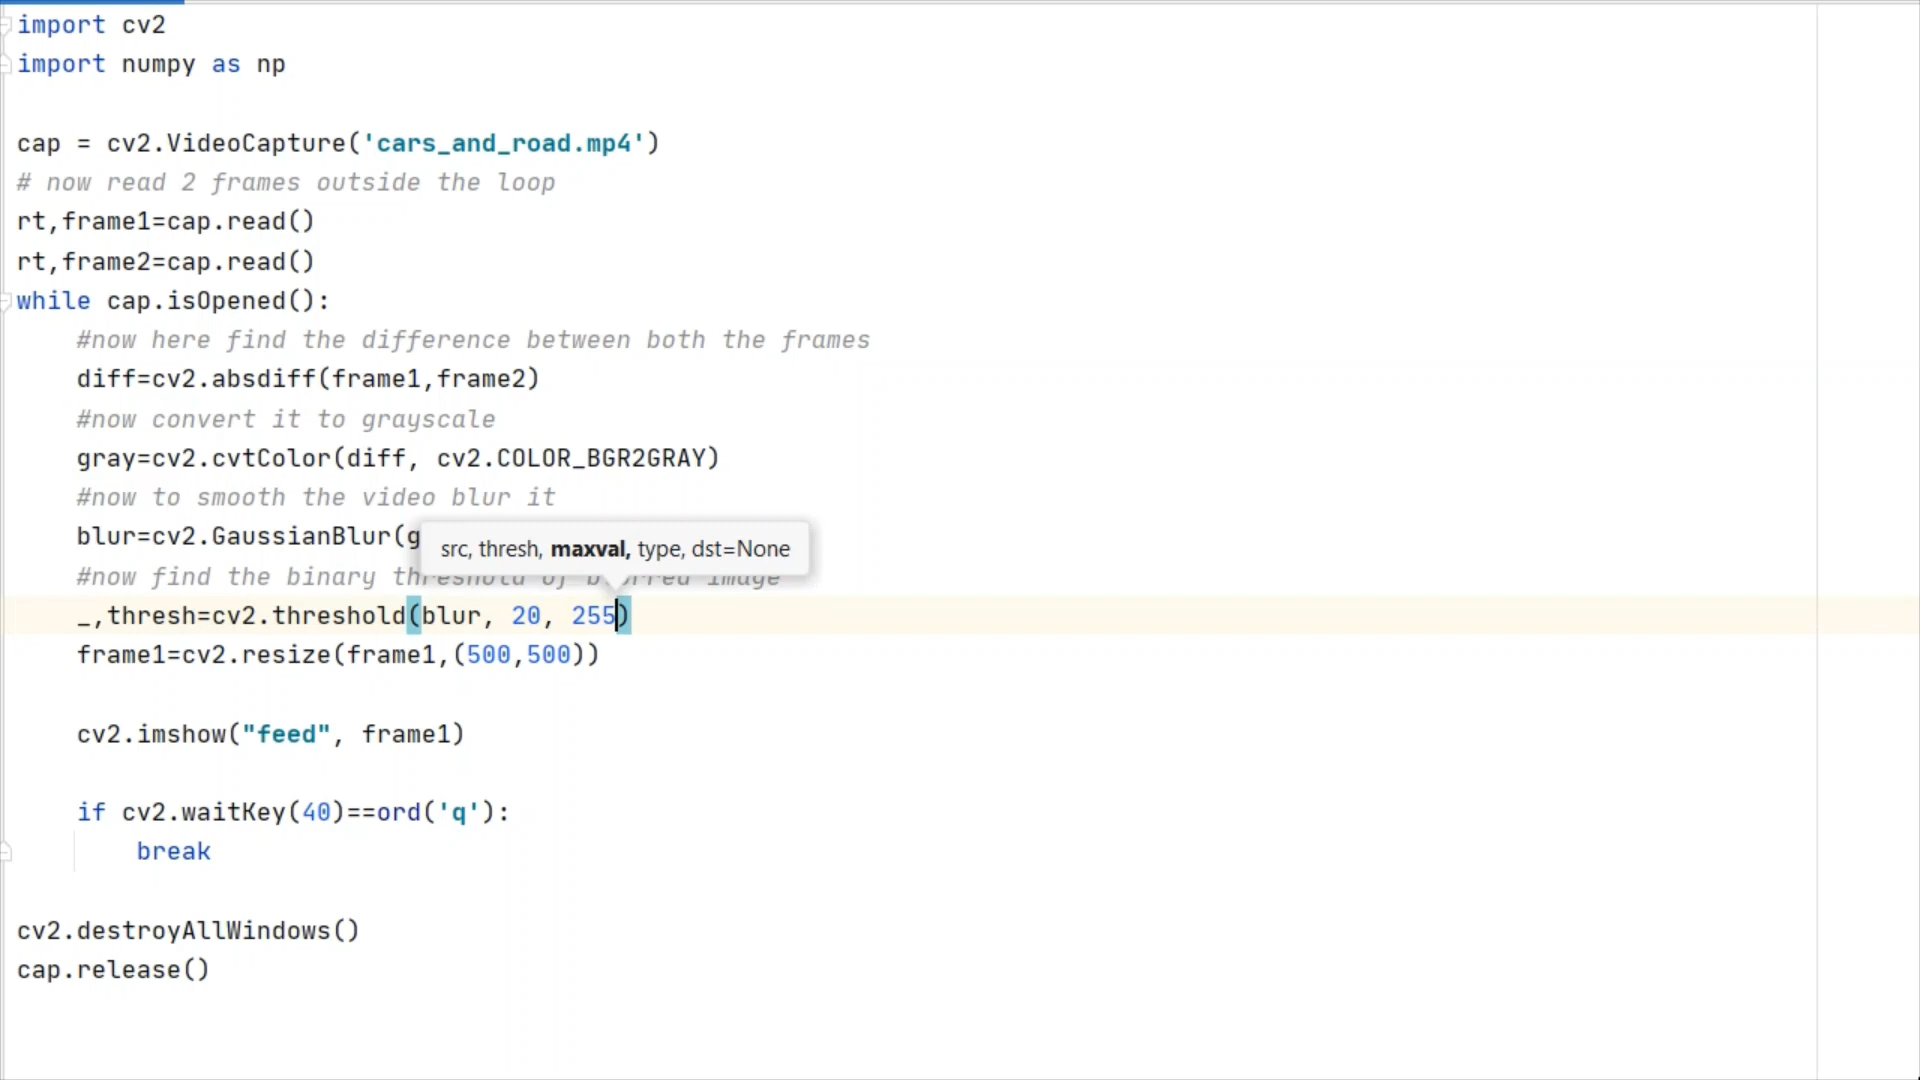 import cv2
import numpy as np
cap = cv2.VideoCapture('cars_and_road.mp4')
# now read 2 frames outside the loop
rt,frame1=cap.read()
rt,frame2=cap.read()
while cap.isOpened():
#now here find the difference between both the frames
diff=cv2.absdiff(frame1,frame2)
#now convert it to grayscale
gray=cv2.cvtColor(diff, cv2.COLOR_BGR2GRAY)
#now to smooth the video blur it
blur=cv2.GaussianBlur(g
src, thresh, maxval, type, dst=None
#now find the binary threshold of blurred image
_,thresh=cv2.threshold(blur, 20, 255)
frame1=cv2.resize(frame1,(500,500))
cv2.imshow("feed", frame1)
if cv2.waitKey(40)==ord('q'):
break
cv2.destroyAllWindows()
cap.release()